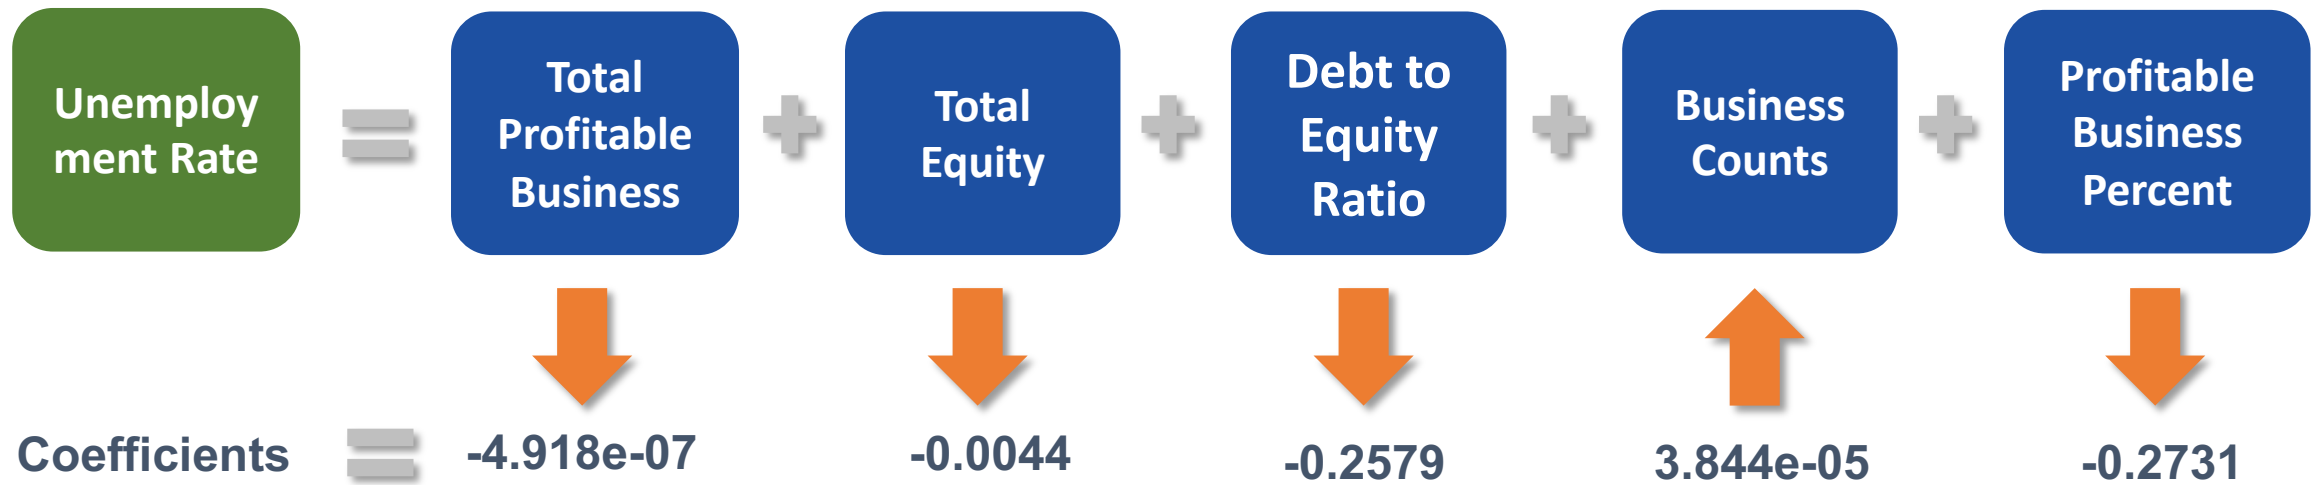 Unemploy
ment Rate
Total
Profitable
Business
Total
Equity
Debt to
Equity
Ratio
Business
Counts
Profitable
Business
Percent
Coefficients
-4.918e-07
-0.0044
-0.2579
3.844e-05
-0.2731